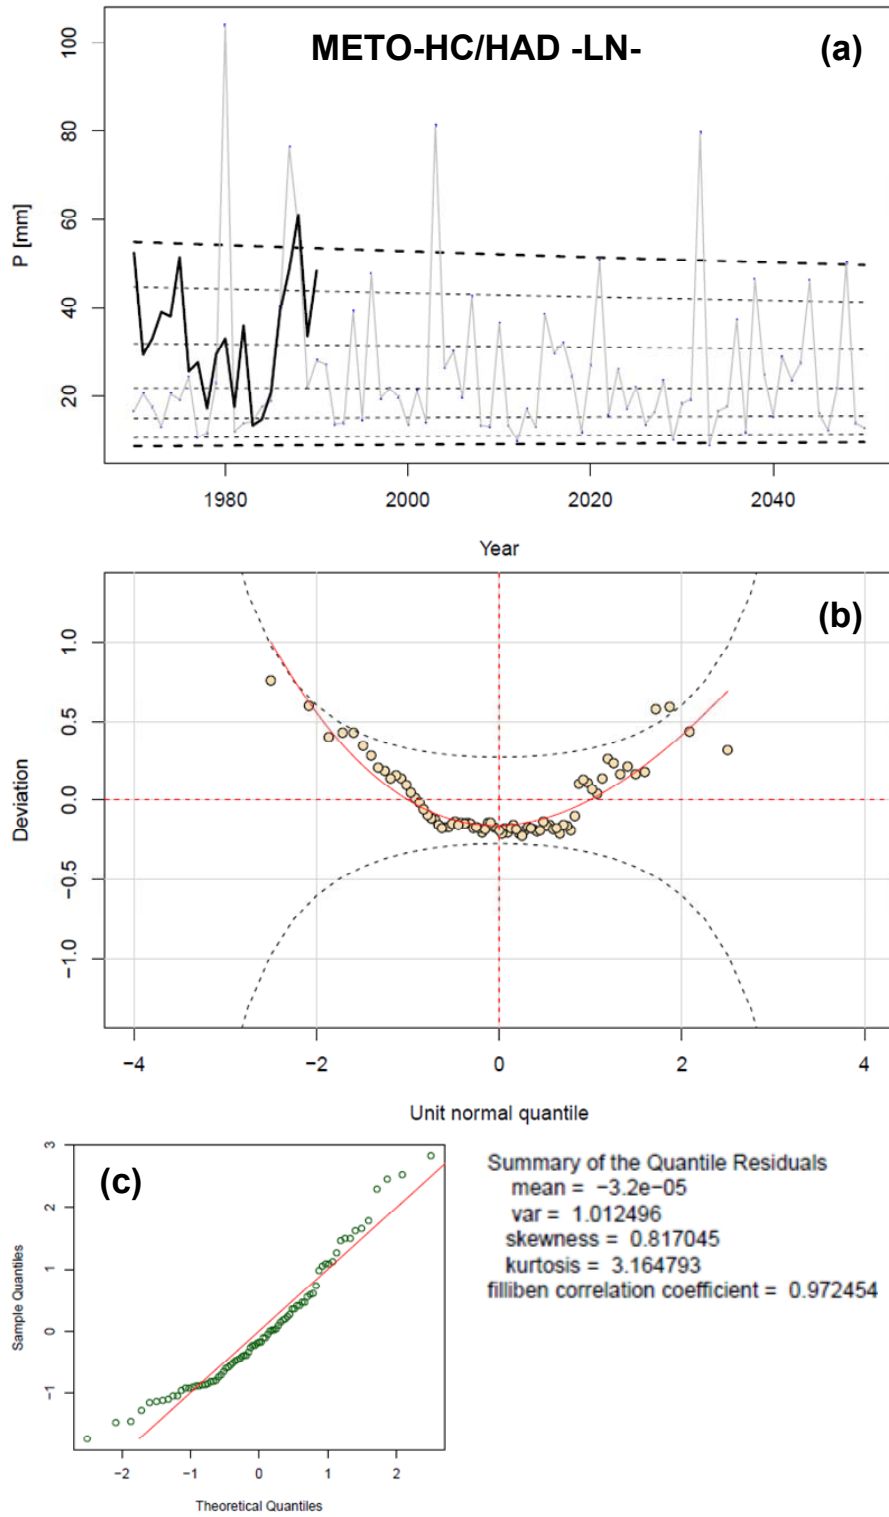 METO-HC/HAD -LN-
(a)
P [mm]
100
80
60
40
20
1980
2000
2020
2040
Year
(b)
Deviation
1.0
0.5
0.0
−0.5
−1.0
−4
−2
0
2
4
Unit normal quantile
(c)
Sample Quantiles
3
2
1
0
−1
−2
−1
0
1
2
Theoretical Quantiles
Summary of the Quantile Residuals
mean = −3.2e−05
var = 1.012496
skewness = 0.817045
kurtosis = 3.164793
filliben correlation coefficient = 0.972454